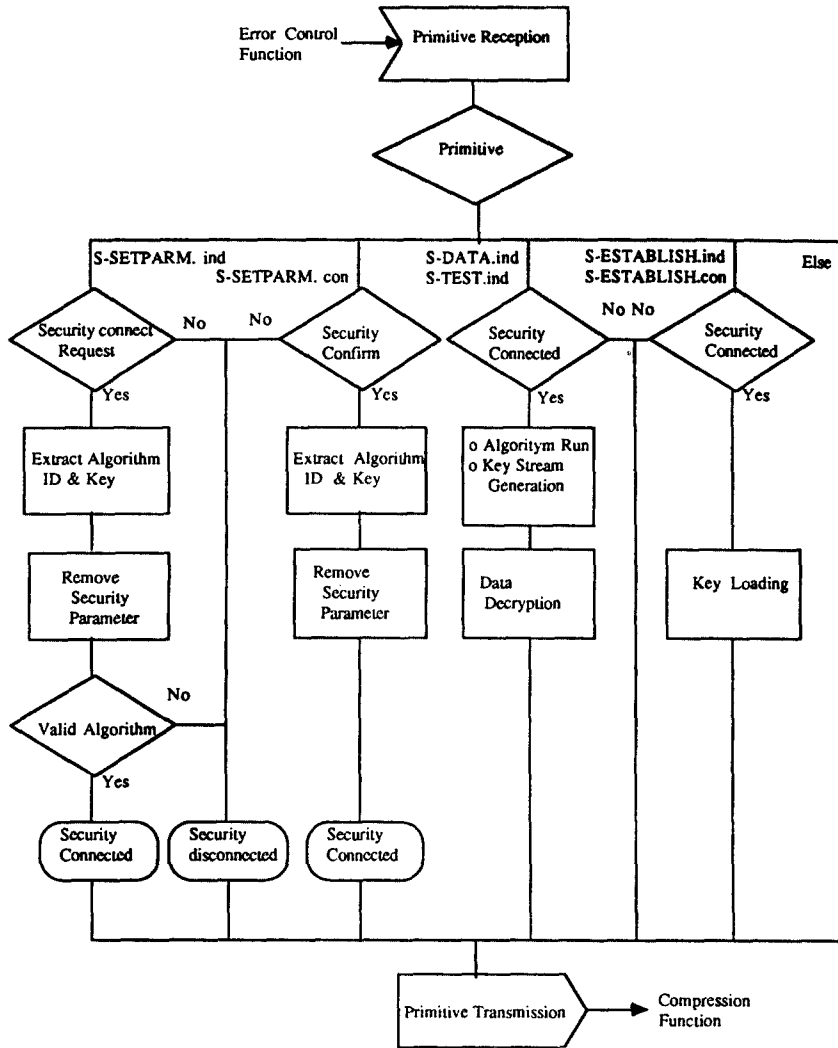 Error Control
Function
Primitive Reception
Primitive
S-SETPARM. ind
S-SETPARM. con
S-DATA.ind
S-TEST.ind
S-ESTABLISH.ind
S-ESTABLISH.con
Else
Security connect
Request
No
No
Security
Confirm
Security
Connected
No No
Security
Connected
Yes
Yes
Yes
Yes
Extract Algorithm
ID & Key
Extract Algorithm
ID & Key
o Algoritym Run
o Key Stream
Generation
Remove
Security
Parameter
Remove
Security
Parameter
Data
Decryption
Key Loading
No
Valid Algorithm
Yes
Security
Connected
Security
disconnected
Security
Connected
Primitive Transmission
Compression
Function